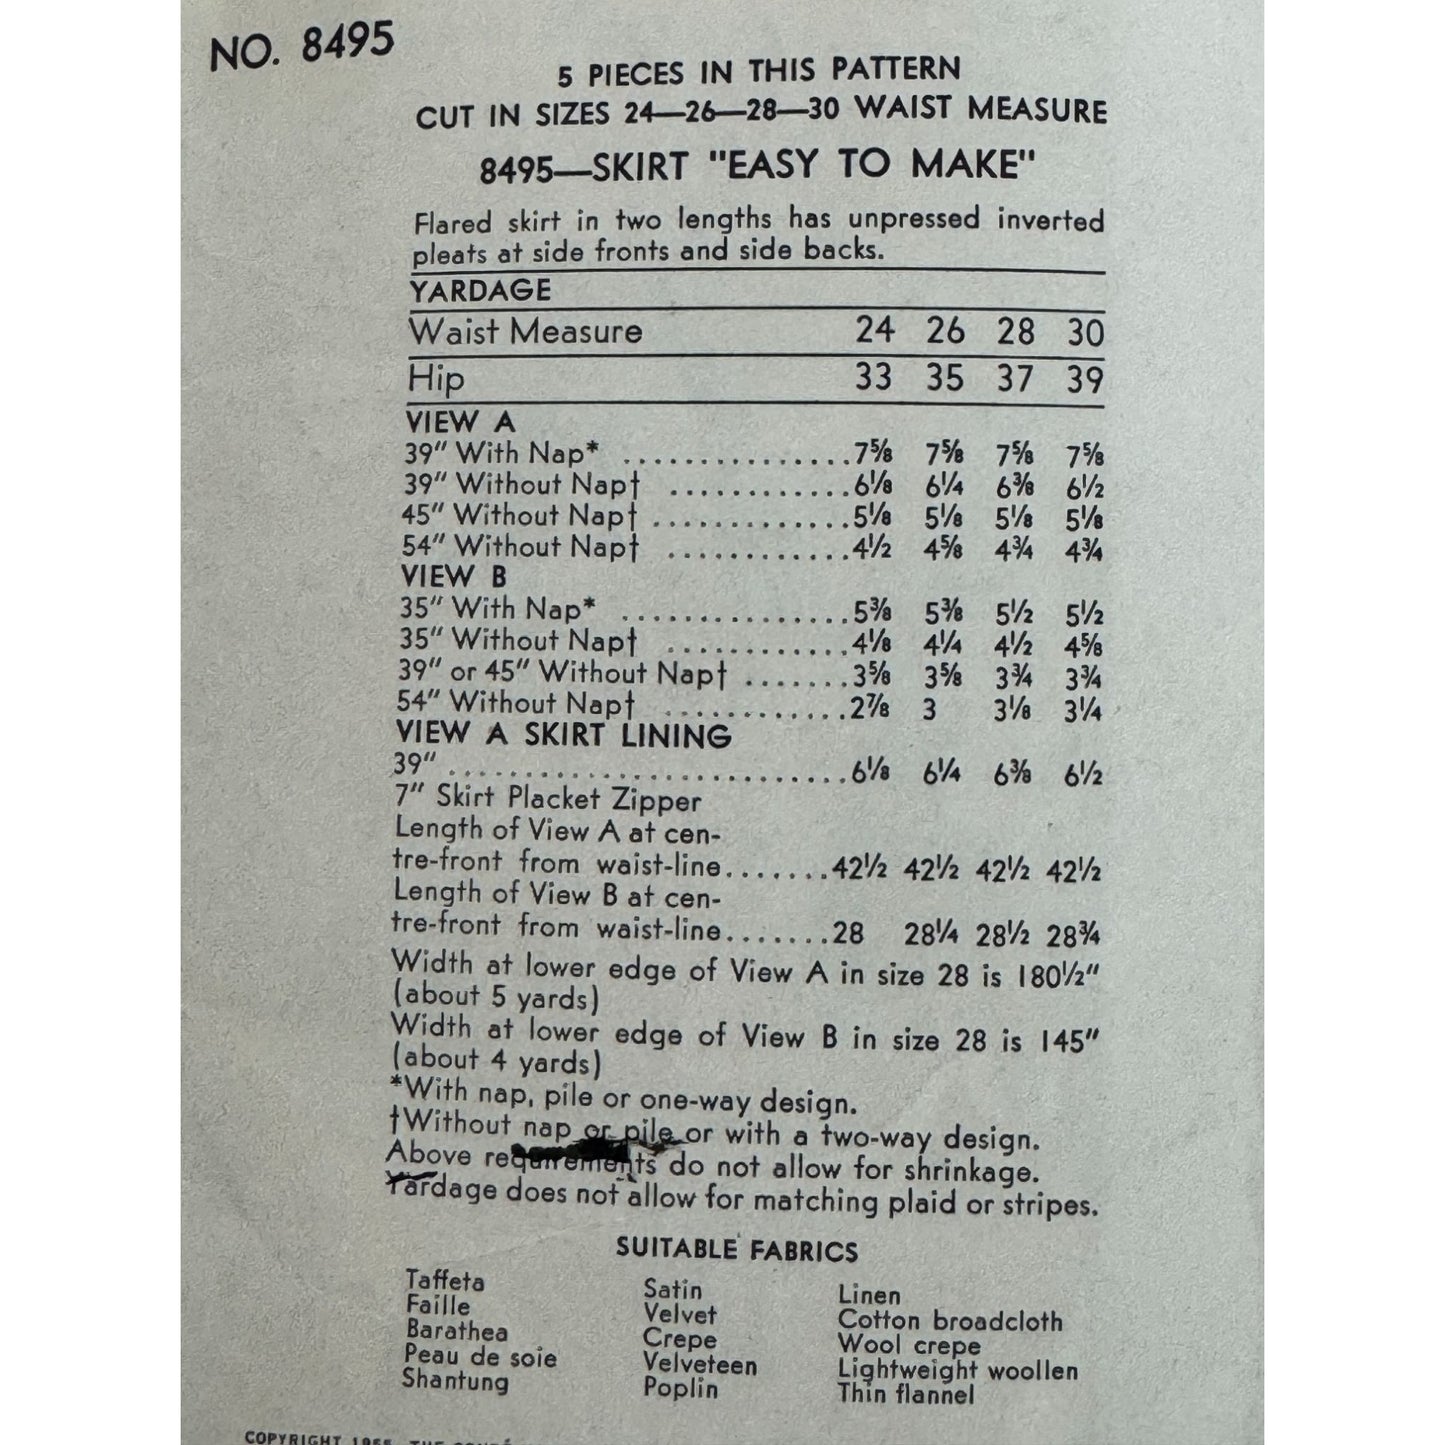 NO. 8495
5 PIECES IN THIS PATTERN
CUT IN SIZES 24—26—28—30 WAIST MEASURE
8495—SKIRT "EASY TO MAKE"
Flared skirt in two lengths has unpressed inverted
pleats at side fronts and side backs.
YARDAGE
Waist Measure 24 26 28 30
Hip 33 35 37 39
VIEW A
39" With Nap* ...............7⅝ 7⅝ 7⅝ 7⅝
39" Without Nap† ............6⅛ 6¼ 6⅜ 6½
45" Without Nap† .............5⅛ 5⅛ 5⅛ 5⅛
54" Without Nap† ............4½ 4⅝ 4¾ 4¾
VIEW B
35" With Nap* ...............5⅜ 5⅜ 5½ 5½
35" Without Nap† ............4⅛ 4¼ 4½ 4⅝
39" or 45" Without Nap† .......3⅝ 3⅝ 3¾ 3¾
54" Without Nap† ............2⅞ 3 3⅛ 3¼
VIEW A SKIRT LINING
39" ..........................6⅛ 6¼ 6⅜ 6½
7" Skirt Placket Zipper
Length of View A at cen-
tre-front from waist-line.......42½ 42½ 42½ 42½
Length of View B at cen-
tre-front from waist-line.......28 28¼ 28½ 28¾
Width at lower edge of View A in size 28 is 180½"
(about 5 yards)
Width at lower edge of View B in size 28 is 145"
(about 4 yards)
*With nap, pile or one-way design.
†Without nap or pile or with a two-way design.
Above requirements do not allow for shrinkage.
Yardage does not allow for matching plaid or stripes.
SUITABLE FABRICS
Taffeta Satin Linen
Faille Velvet Cotton broadcloth
Barathea Crepe Wool crepe
Peau de soie Velveteen Lightweight woollen
Shantung Poplin Thin flannel
COPYRIGHT